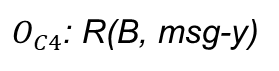 O_{C4}: R(B, msg-y)